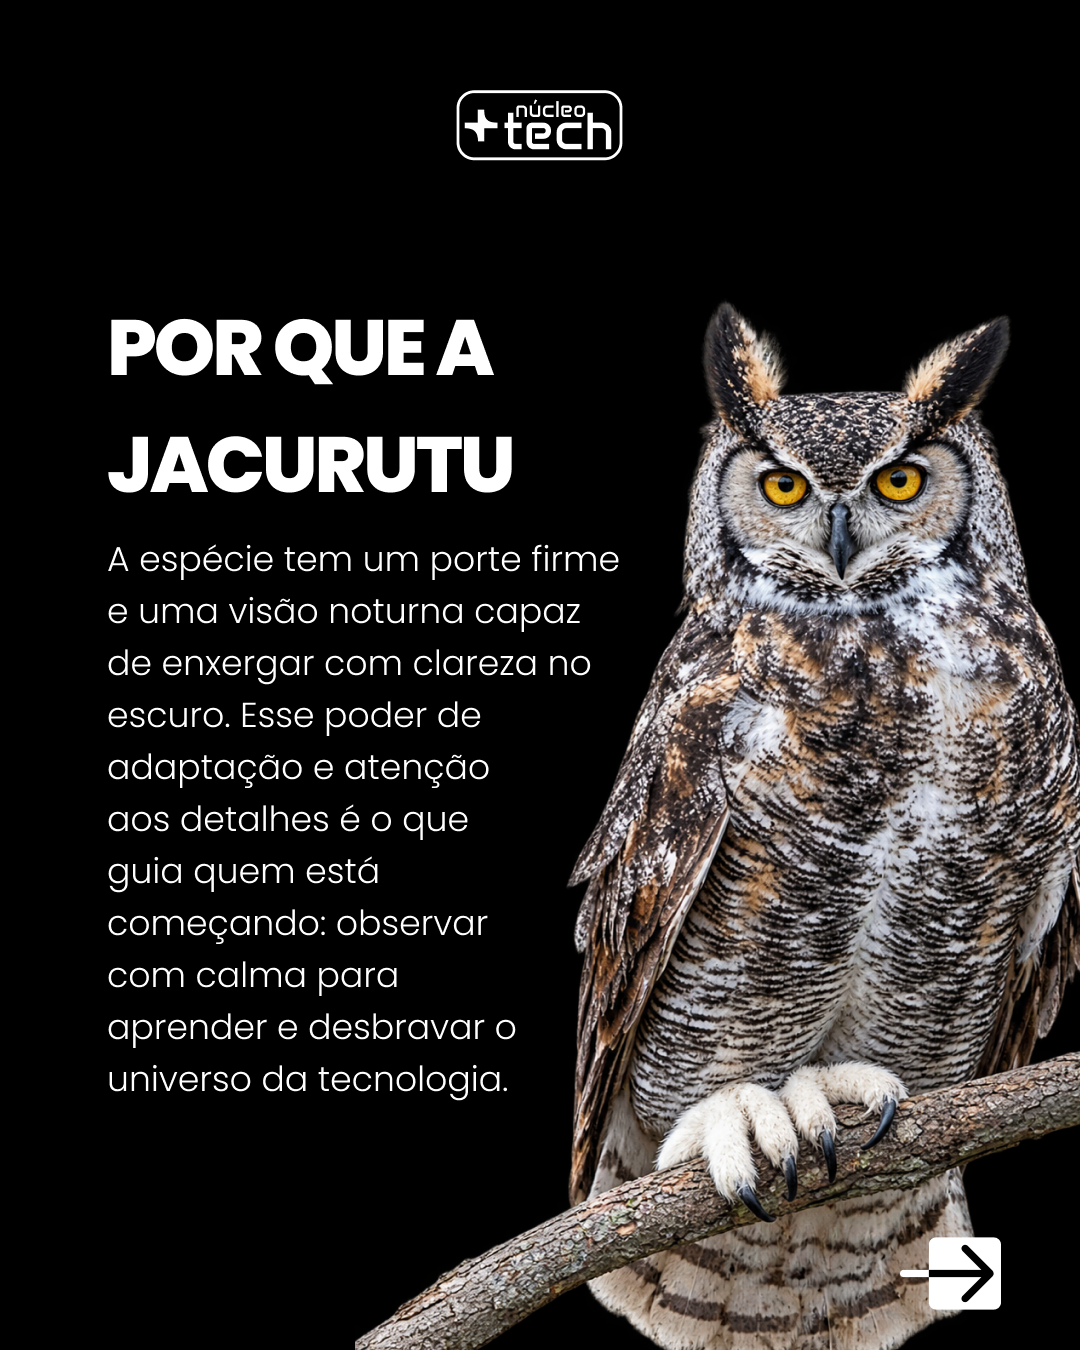 núcleo
tech
POR QUE A
JACURUTU
A espécie tem um porte firme
e uma visão noturna capaz
de enxergar com clareza no
escuro. Esse poder de
adaptação e atenção
aos detalhes é o que
guia quem está
começando: observar
com calma para
aprender e desbravar o
universo da tecnologia.